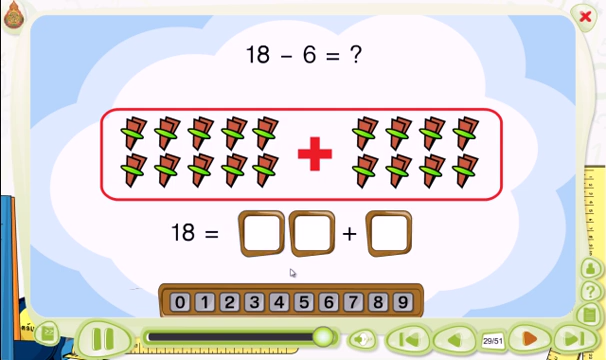 18 − 6 = ?
18 =
+
0 1 2 3 4 5 6 7 8 9
29/51
?